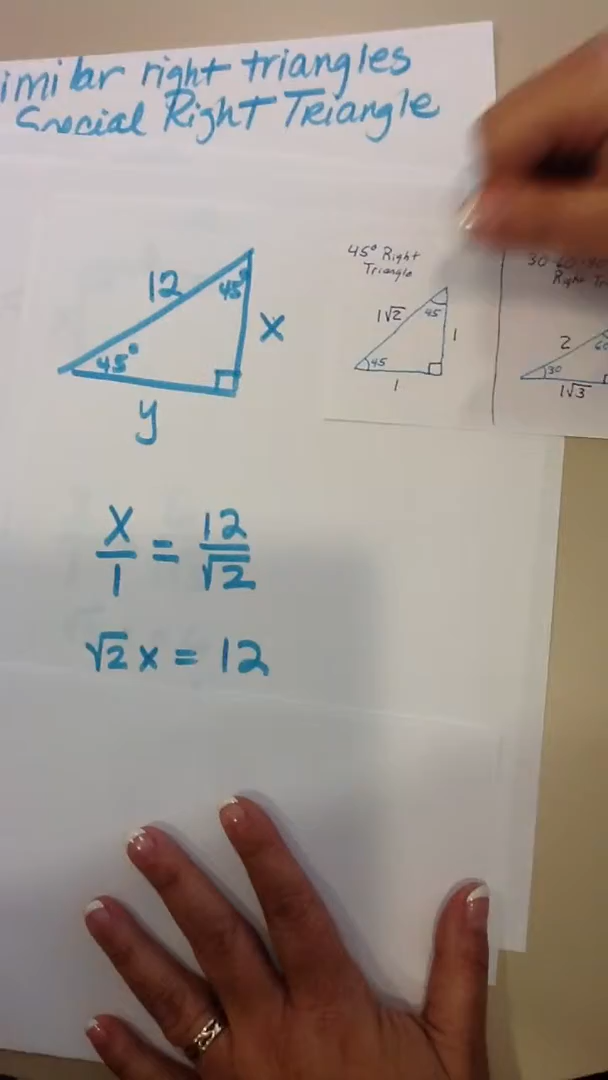 imilar right triangles
Special Right Triangle
12
45°
45°
x
y
45° Right
Triangle
1√2
45
1
45
1
Right
2
30
1√3
x/1 = 12/√2
√2 x = 12